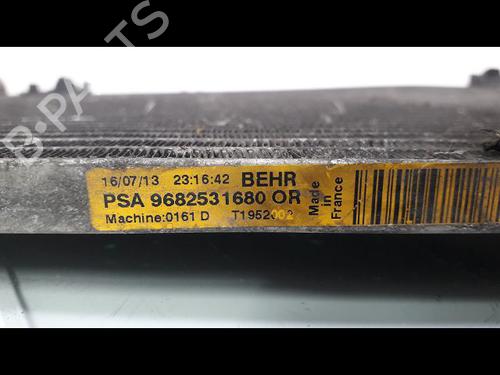 B-PARTS
16/07/13 23:16:42 BEHR
PSA 9682531680 OR
Machine:0161 D T1952002
Made
in
France